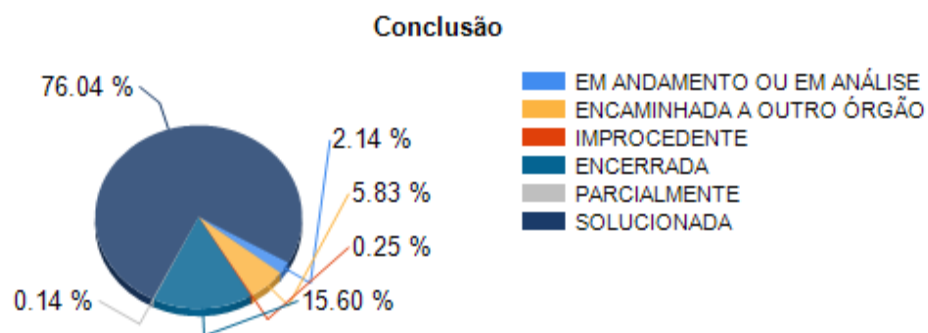 Conclusão
76.04 %
2.14 %
5.83 %
0.25 %
15.60 %
0.14 %
EM ANDAMENTO OU EM ANÁLISE
ENCAMINHADA A OUTRO ÓRGÃO
IMPROCEDENTE
ENCERRADA
PARCIALMENTE
SOLUCIONADA